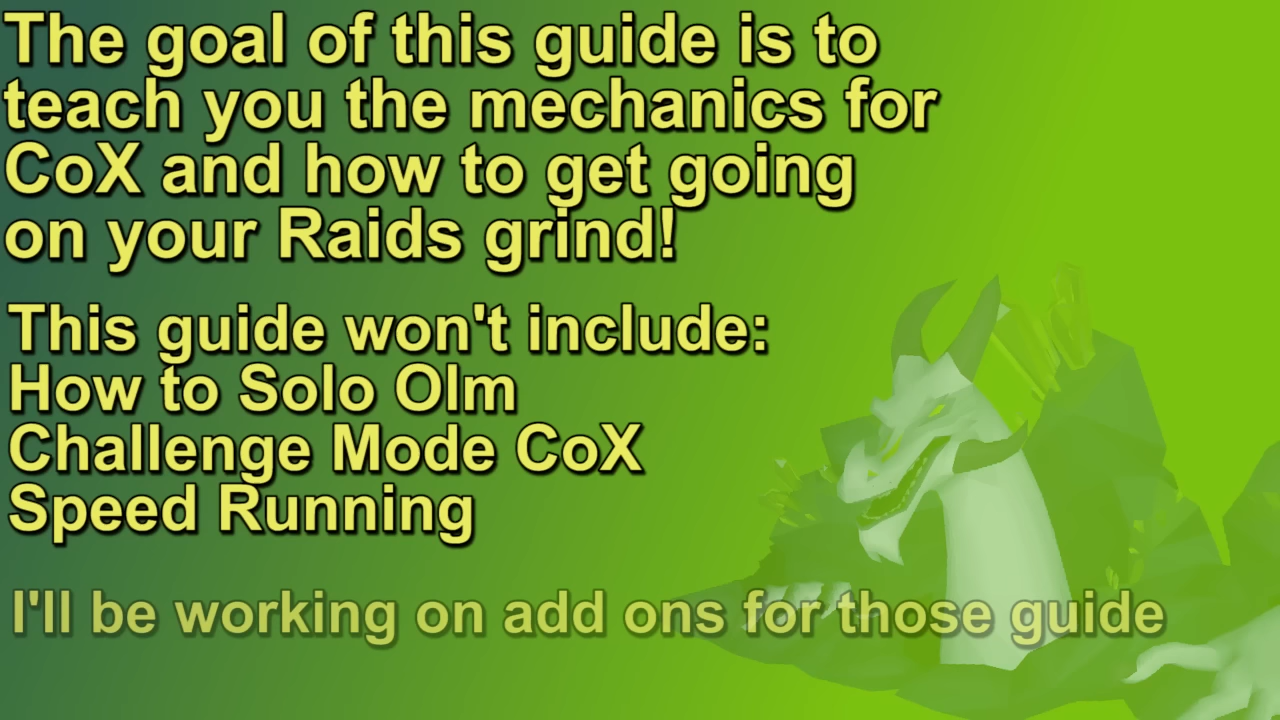 The goal of this guide is to
teach you the mechanics for
CoX and how to get going
on your Raids grind!
This guide won't include:
How to Solo Olm
Challenge Mode CoX
Speed Running
I'll be working on add ons for those guide